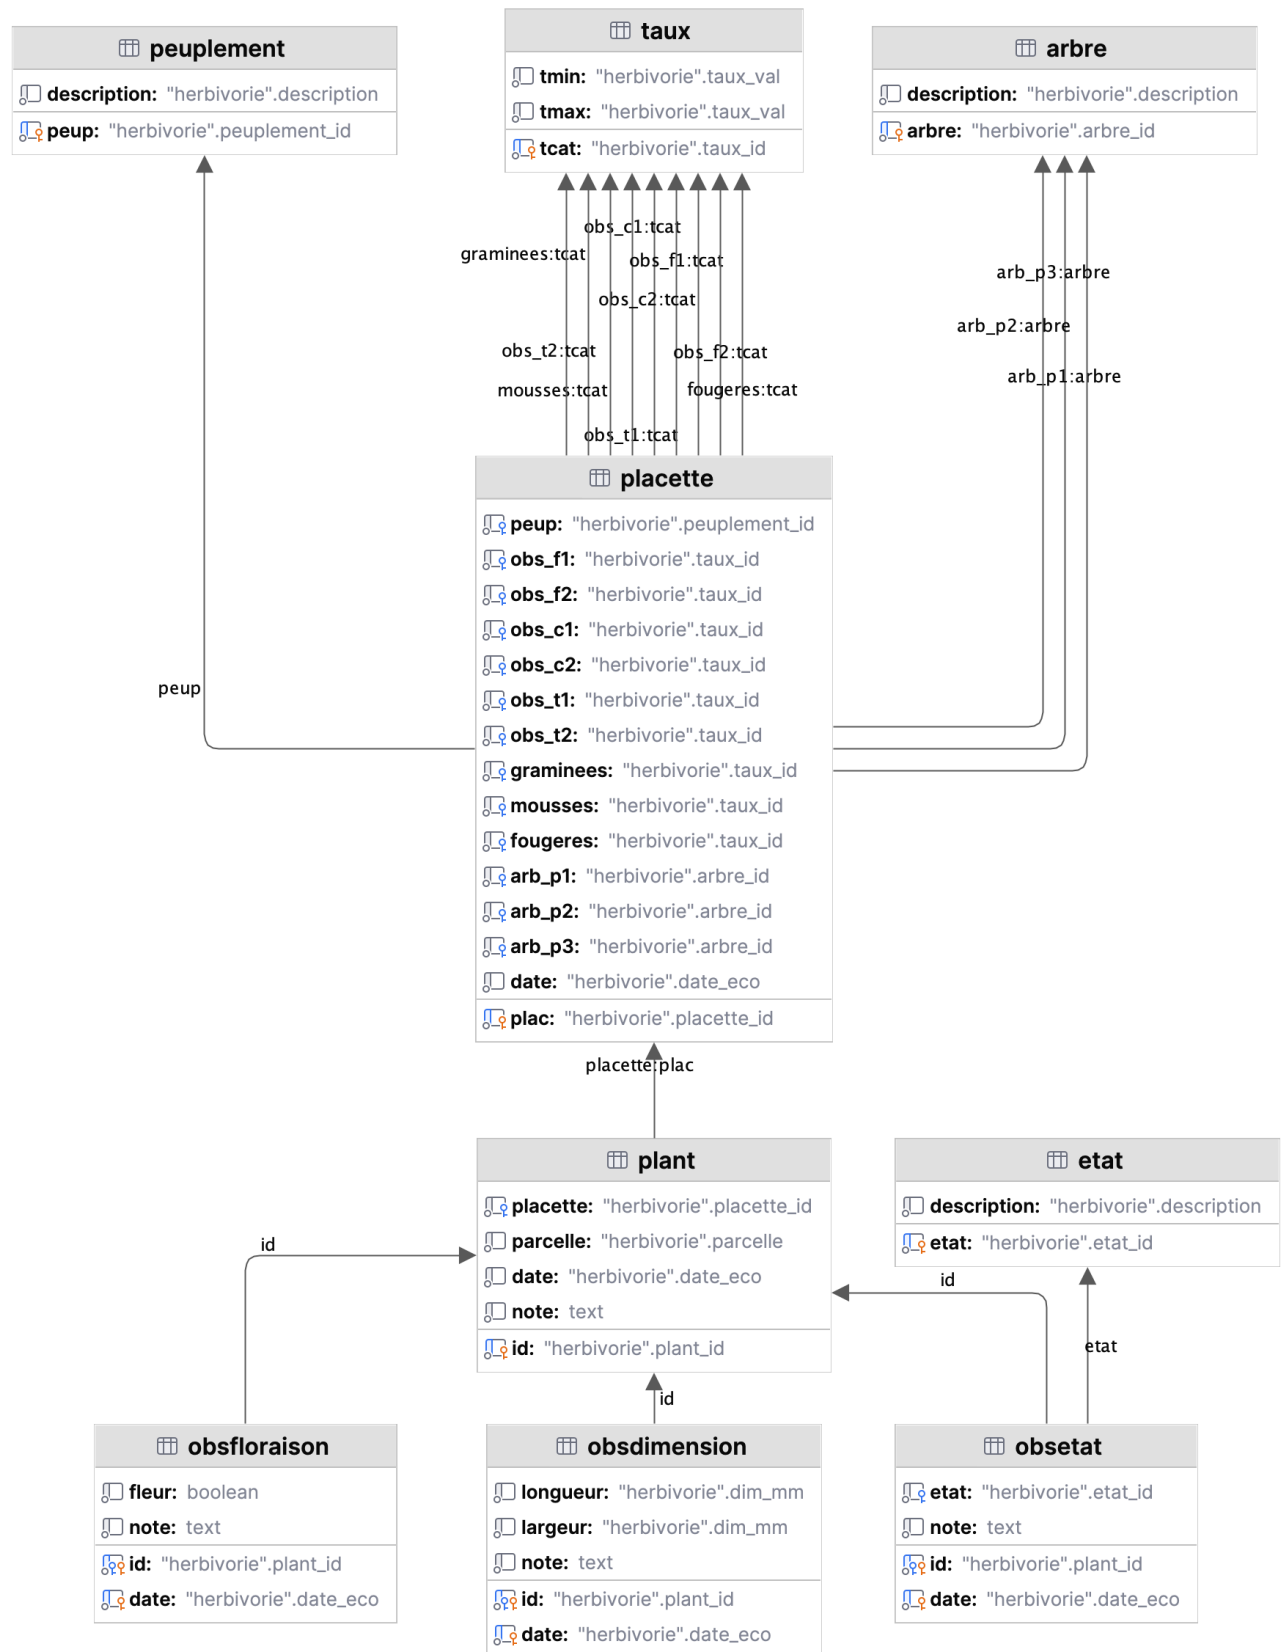 peuplement
description: "herbivorie".description
peup: "herbivorie".peuplement_id
taux
tmin: "herbivorie".taux_val
tmax: "herbivorie".taux_val
tcat: "herbivorie".taux_id
arbre
description: "herbivorie".description
arbre: "herbivorie".arbre_id
obs_c1:tcat
graminees:tcat
obs_f1:tcat
obs_c2:tcat
obs_t2:tcat
obs_f2:tcat
mousses:tcat
fougeres:tcat
obs_t1:tcat
arb_p3:arbre
arb_p2:arbre
arb_p1:arbre
peup
placette
peup: "herbivorie".peuplement_id
obs_f1: "herbivorie".taux_id
obs_f2: "herbivorie".taux_id
obs_c1: "herbivorie".taux_id
obs_c2: "herbivorie".taux_id
obs_t1: "herbivorie".taux_id
obs_t2: "herbivorie".taux_id
graminees: "herbivorie".taux_id
mousses: "herbivorie".taux_id
fougeres: "herbivorie".taux_id
arb_p1: "herbivorie".arbre_id
arb_p2: "herbivorie".arbre_id
arb_p3: "herbivorie".arbre_id
date: "herbivorie".date_eco
plac: "herbivorie".placette_id
placette:plac
plant
placette: "herbivorie".placette_id
parcelle: "herbivorie".parcelle
date: "herbivorie".date_eco
note: text
id: "herbivorie".plant_id
etat
description: "herbivorie".description
etat: "herbivorie".etat_id
id
id
etat
id
obsfloraison
fleur: boolean
note: text
id: "herbivorie".plant_id
date: "herbivorie".date_eco
obsdimension
longueur: "herbivorie".dim_mm
largeur: "herbivorie".dim_mm
note: text
id: "herbivorie".plant_id
date: "herbivorie".date_eco
obsetat
etat: "herbivorie".etat_id
note: text
id: "herbivorie".plant_id
date: "herbivorie".date_eco